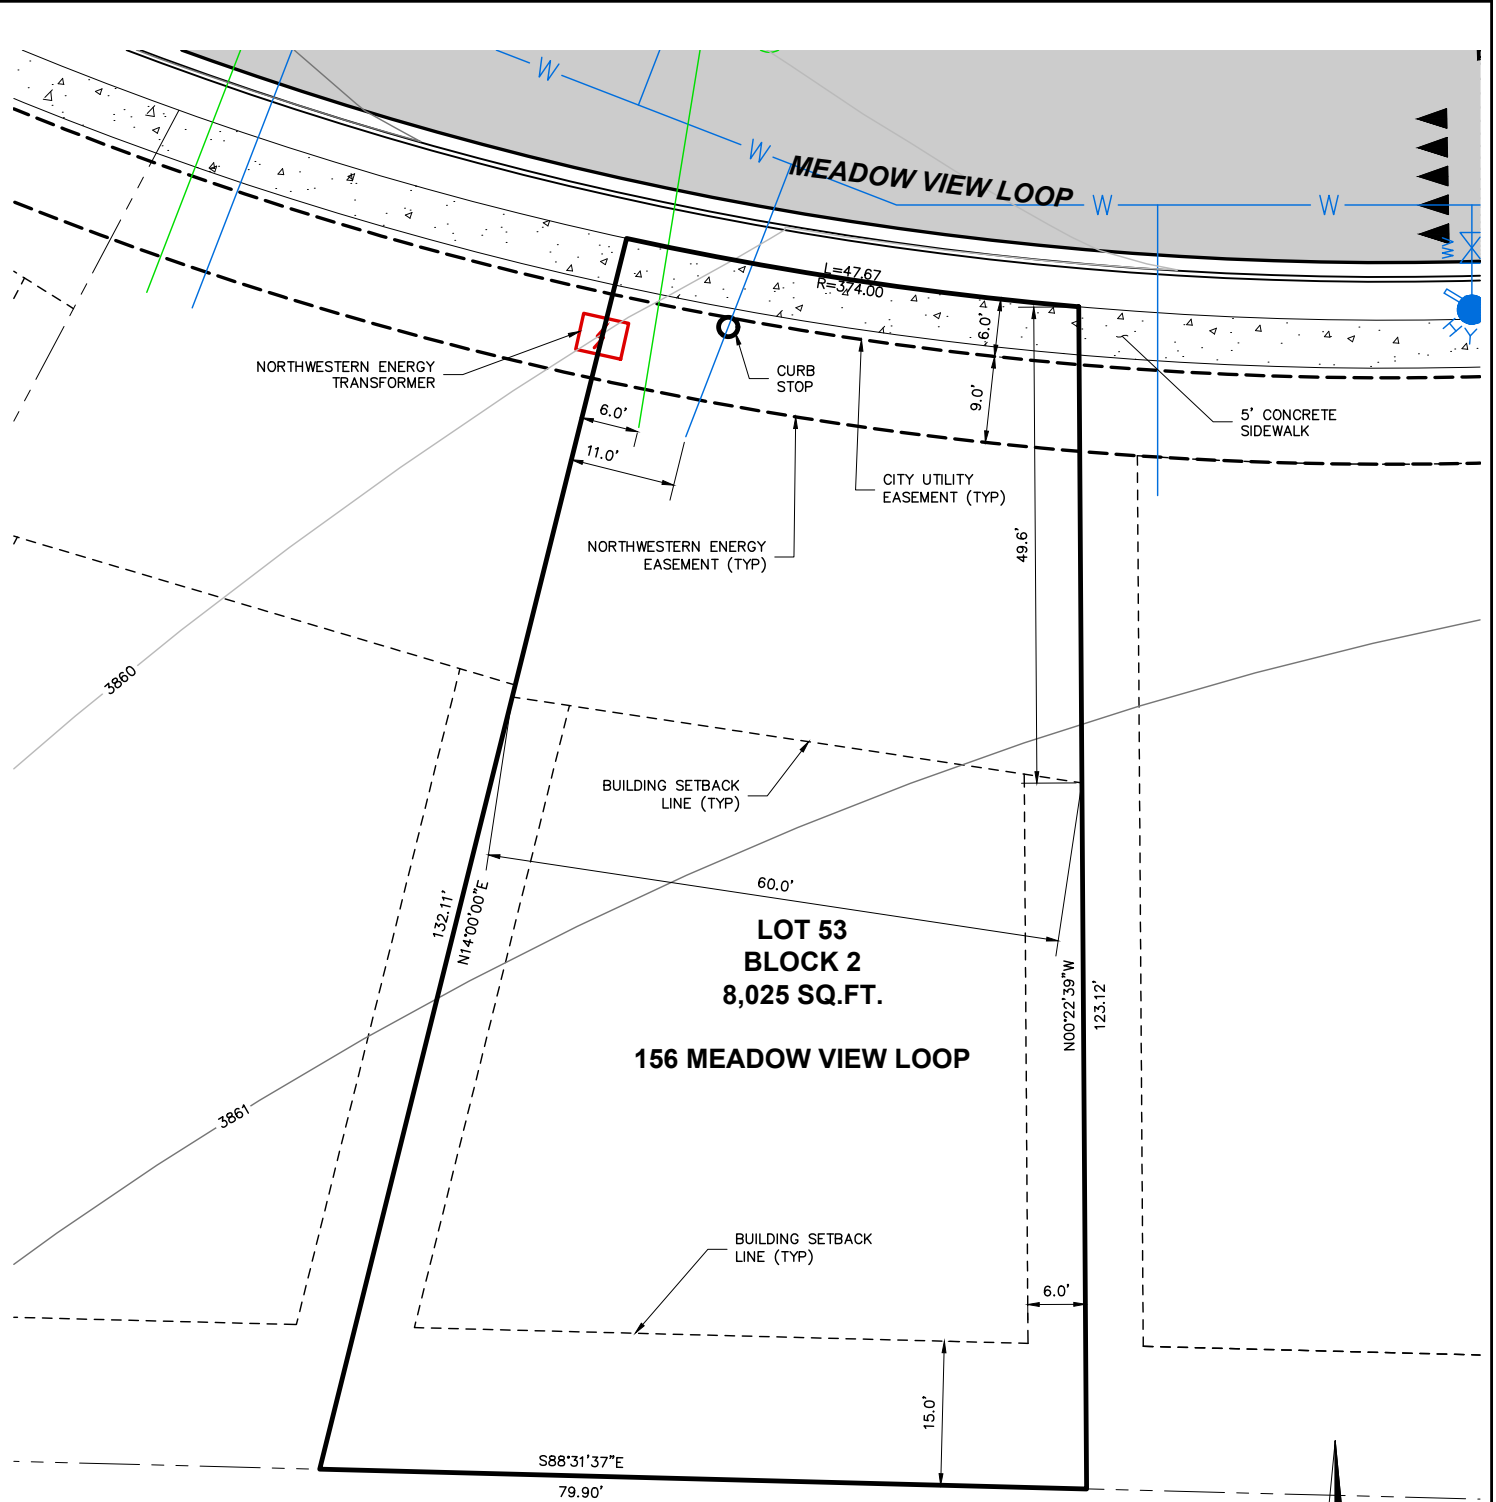 W
W
MEADOW VIEW LOOP
W
W
W
HY
L=47.67
R=374.00
6.0'
NORTHWESTERN ENERGY
TRANSFORMER
CURB
STOP
9.0'
6.0'
5' CONCRETE
SIDEWALK
11.0'
CITY UTILITY
EASEMENT (TYP)
NORTHWESTERN ENERGY
EASEMENT (TYP)
49.6'
3860
BUILDING SETBACK
LINE (TYP)
60.0'
132.11'
N14°00'00"E
LOT 53
BLOCK 2
8,025 SQ.FT.
N00°22'39"W
123.12'
156 MEADOW VIEW LOOP
3861
BUILDING SETBACK
LINE (TYP)
6.0'
15.0'
S88°31'37"E
79.90'